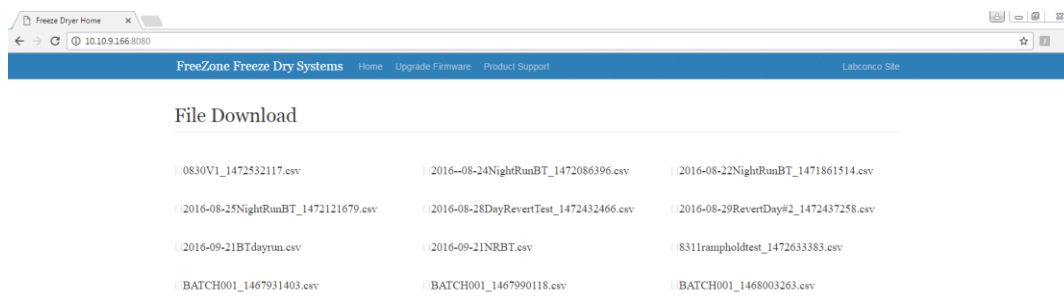 Freeze Dryer Home
10.10.9.166:8080
FreeZone Freeze Dry Systems Home Upgrade Firmware Product Support Labconco Site
File Download
0830V1_1472532117.csv 2016--08-24NightRunBT_1472086396.csv 2016-08-22NightRunBT_1471861514.csv
2016-08-25NightRunBT_1472121679.csv 2016-08-28DayRevertTest_1472432466.csv 2016-08-29RevertDay#2_1472437258.csv
2016-09-21BTdayrun.csv 2016-09-21NRBT.csv 8311rampholdtest_1472633383.csv
BATCH001_1467931403.csv BATCH001_1467990118.csv BATCH001_1468003263.csv